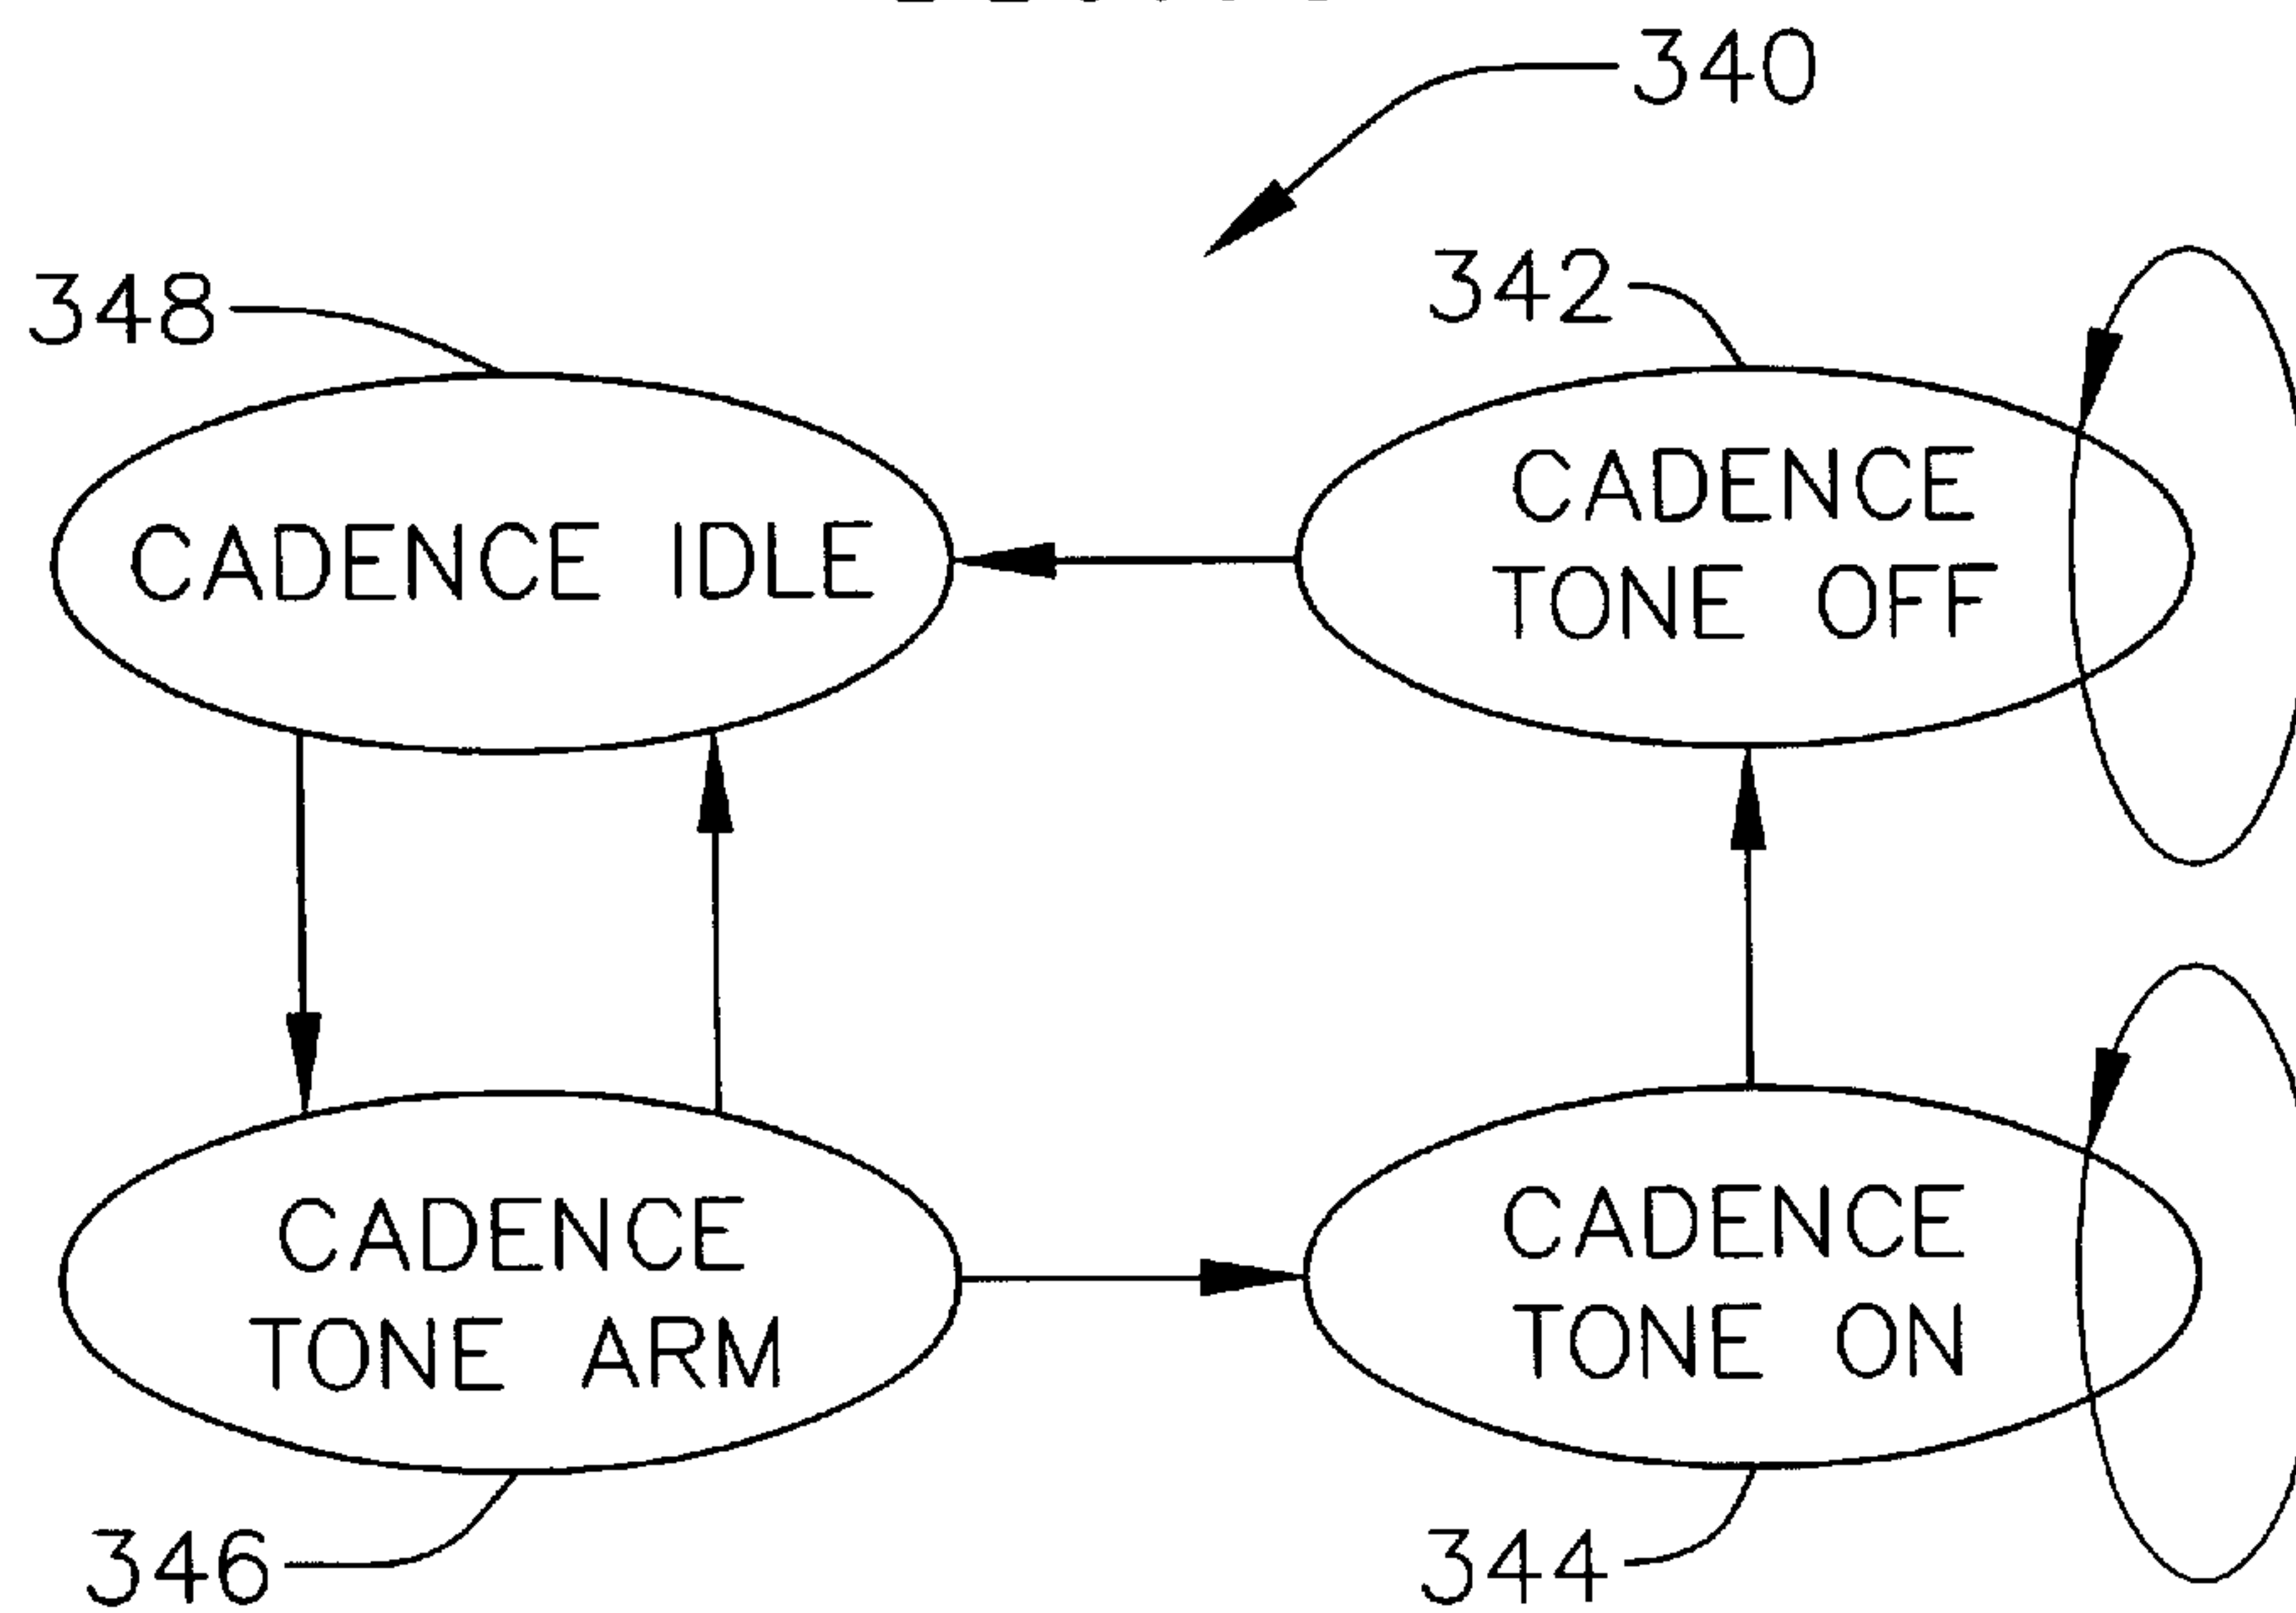 340
348
342
CADENCE IDLE
CADENCE
TONE OFF
CADENCE
TONE ARM
CADENCE
TONE ON
346
344